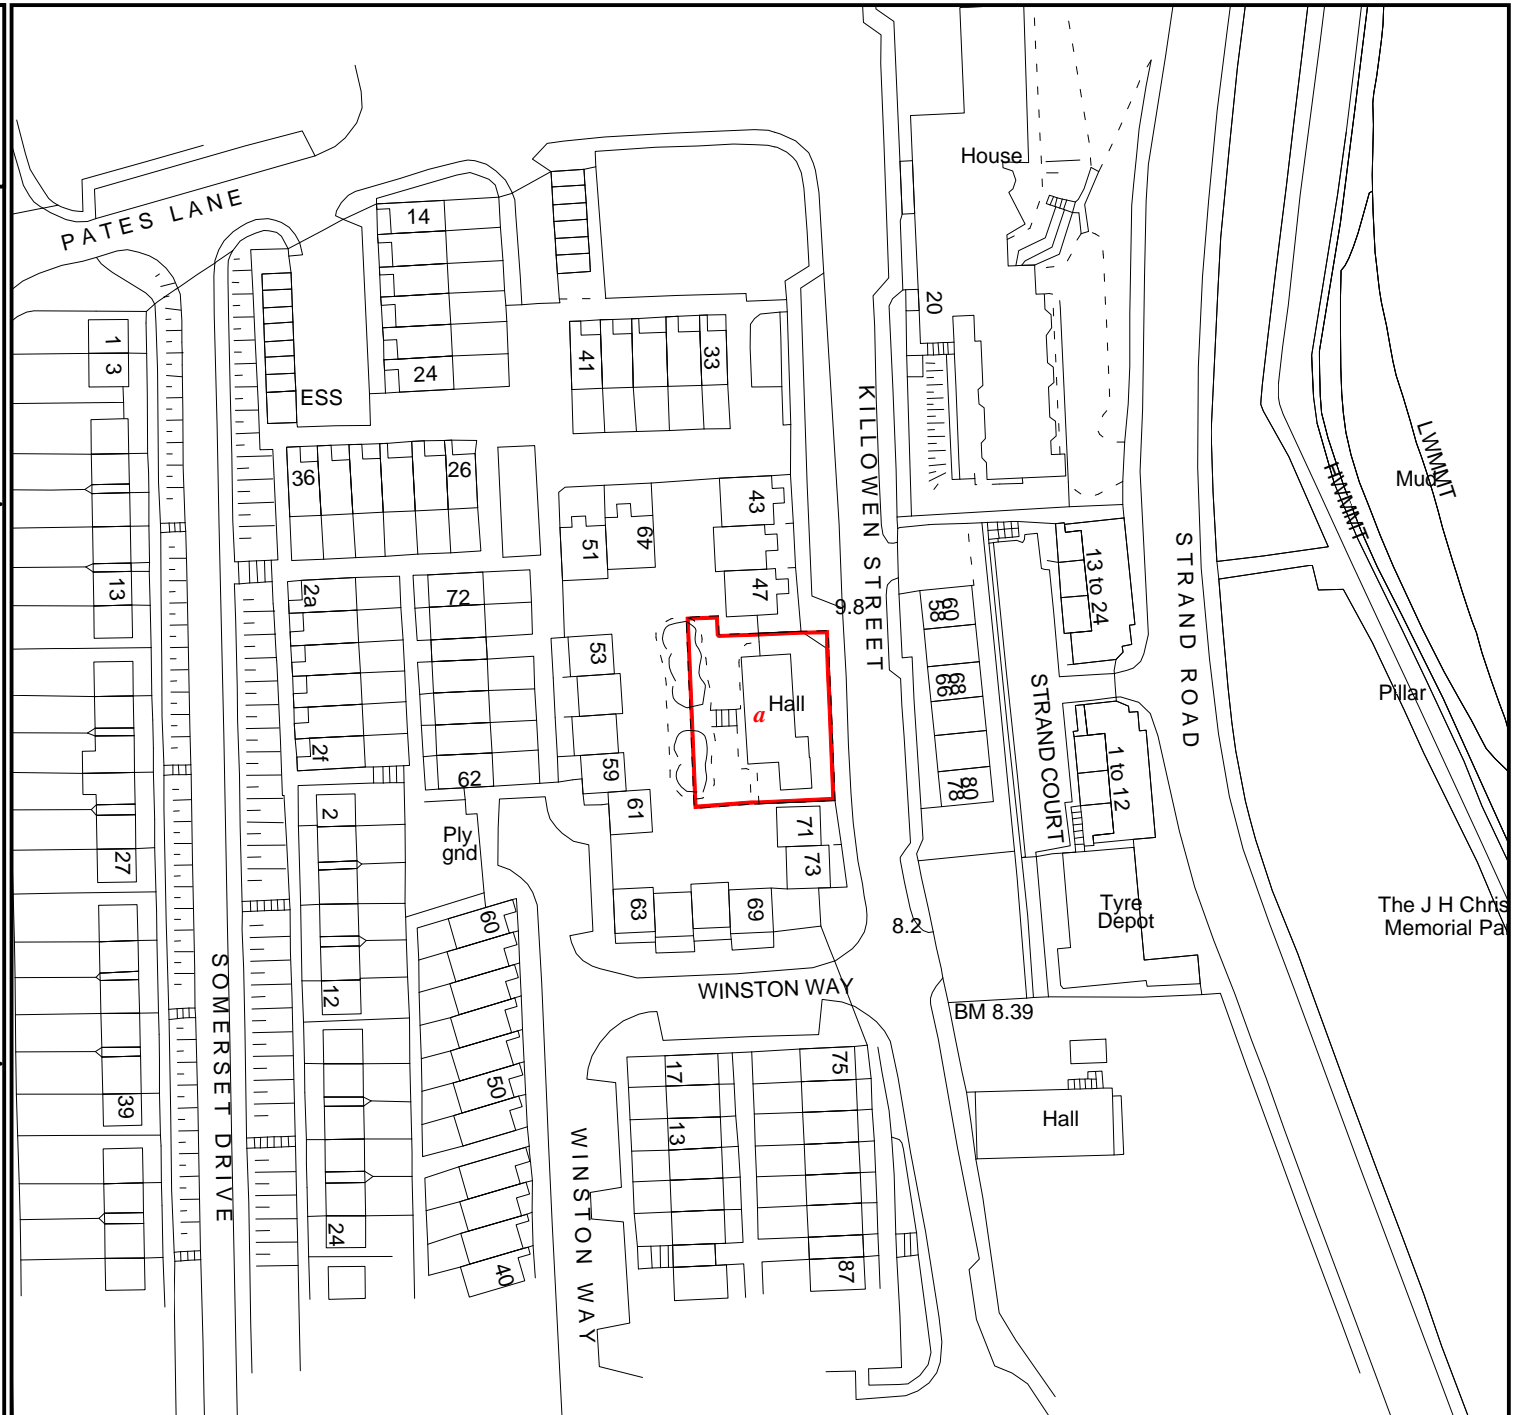 House
PATES LANE
14
20
1
3
41
33
24
ESS
KILLOWEN STREET
LWMMT
HWMMT
Mud
36
26
43
51
49
13
2a
72
47
9.8
60
58
13 to 24
STRAND ROAD
53
68
66
STRAND COURT
Hall
a
Pillar
2f
62
59
80
78
1 to 12
61
2
Ply
gnd
71
73
27
63
69
60
8.2
Tyre
Depot
The J H Chris
Memorial Pa
SOMERSET DRIVE
12
WINSTON WAY
BM 8.39
17
75
50
39
13
Hall
WINSTON WAY
24
40
87